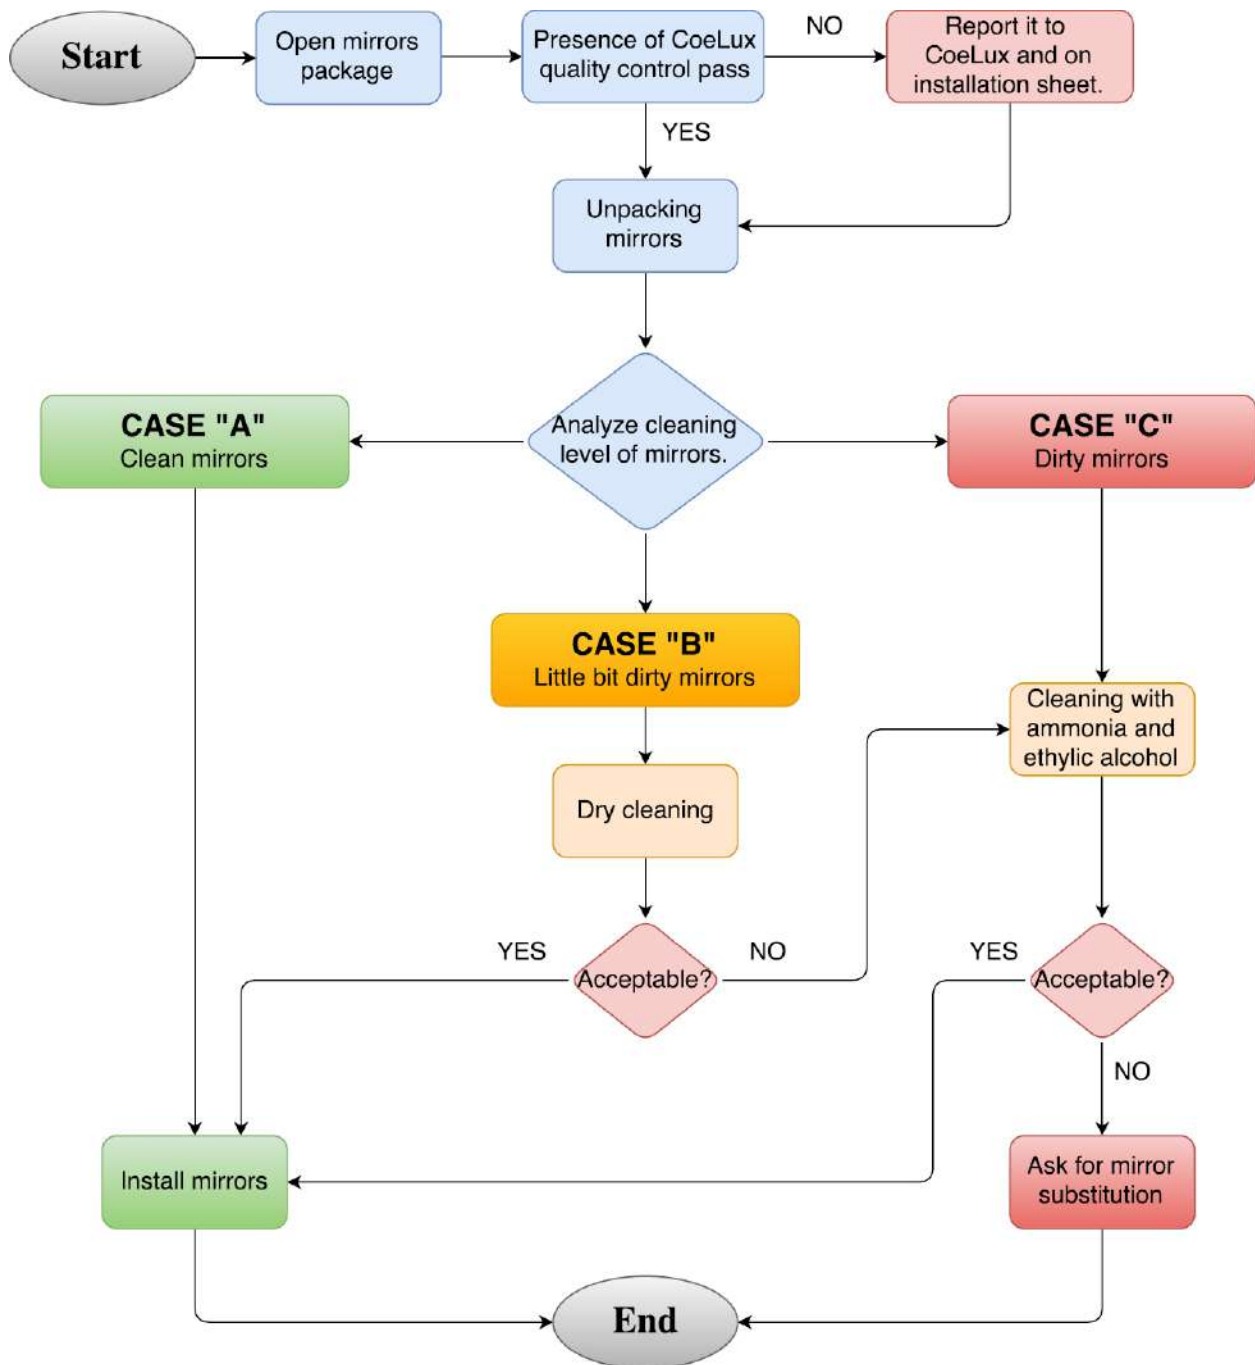 Start
Open mirrors
package
Presence of CoeLux
quality control pass
NO
Report it to
CoeLux and on
installation sheet.
YES
Unpacking
mirrors
CASE "A"
Clean mirrors
Analyze cleaning
level of mirrors.
CASE "C"
Dirty mirrors
CASE "B"
Little bit dirty mirrors
Cleaning with
ammonia and
ethylic alcohol
Dry cleaning
YES
Acceptable?
NO
YES
Acceptable?
NO
Install mirrors
Ask for mirror
substitution
End